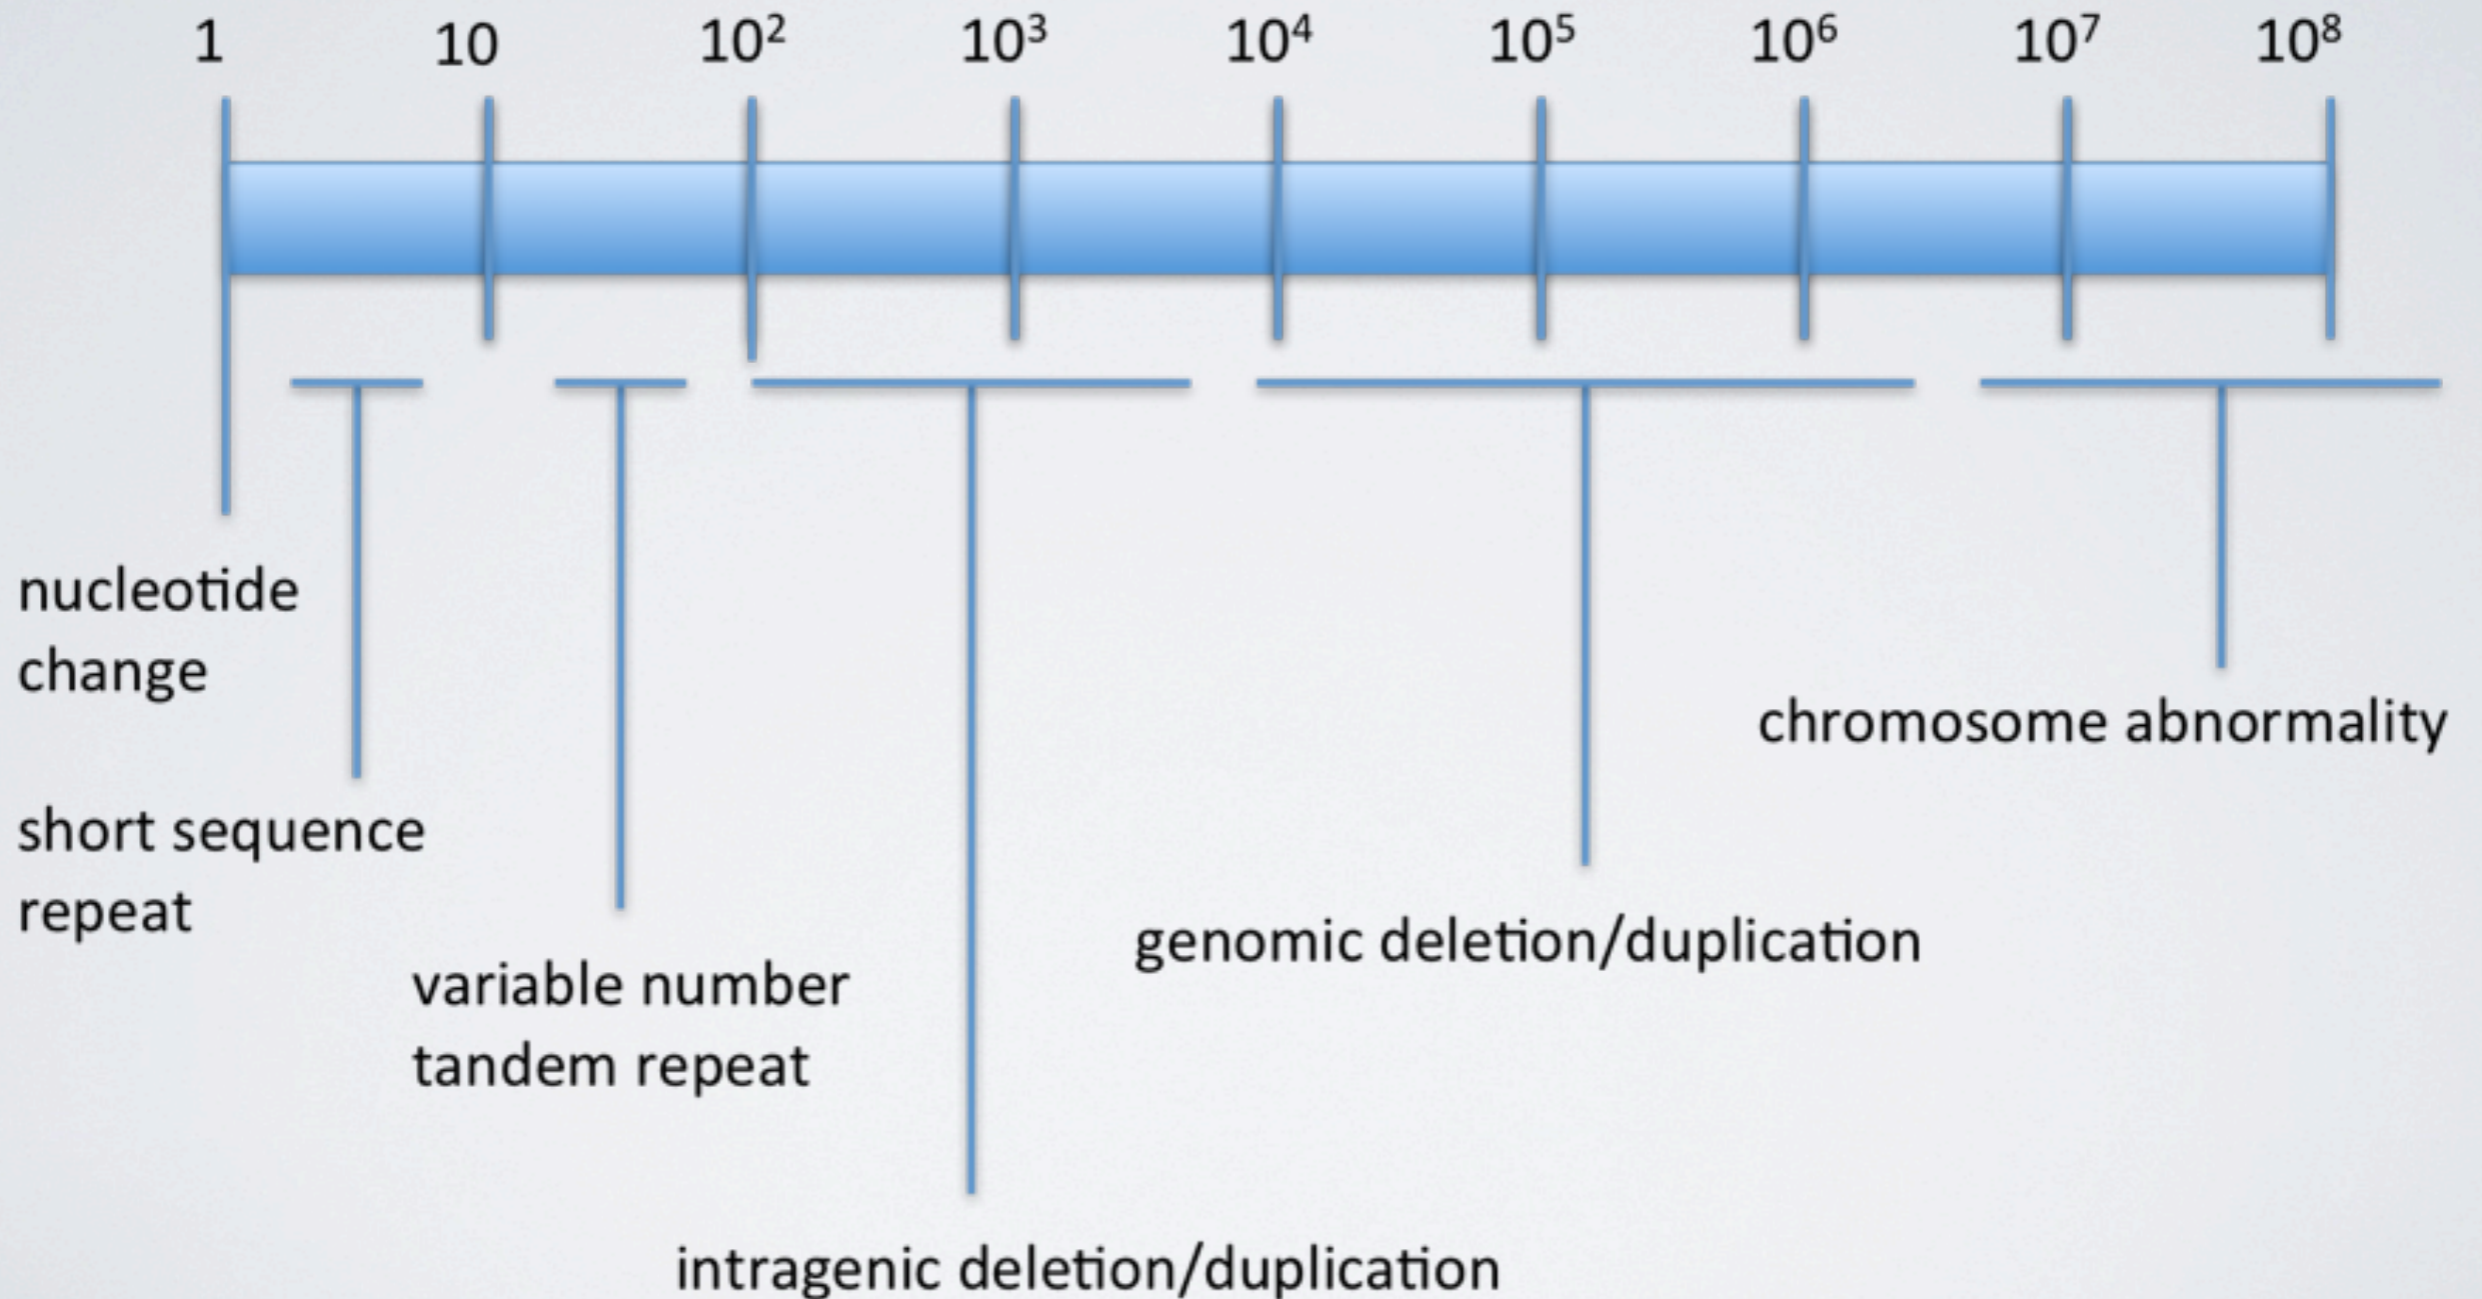 1 10 10² 10³ 10⁴ 10⁵ 10⁶ 10⁷ 10⁸
nucleotide
change
short sequence
repeat
variable number
tandem repeat
intragenic deletion/duplication
genomic deletion/duplication
chromosome abnormality